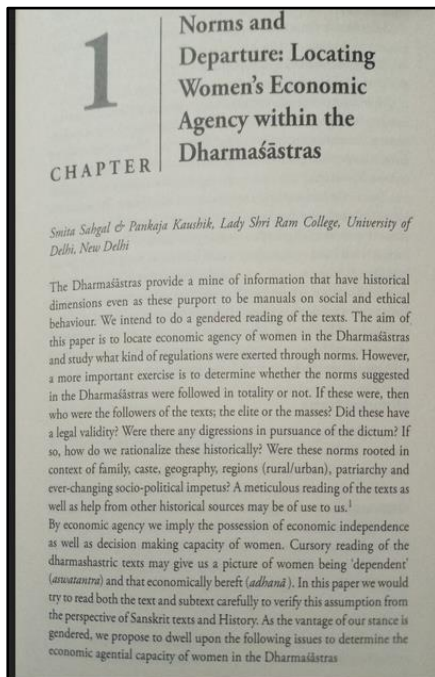 1
CHAPTER
Norms and
Departure: Locating
Women's Economic
Agency within the
Dharmaśāstras
Smita Sahgal & Pankaja Kaushik, Lady Shri Ram College, University of
Delhi, New Delhi
The Dharmaśāstras provide a mine of information that have historical
dimensions even as these purport to be manuals on social and ethical
behaviour. We intend to do a gendered reading of the texts. The aim of
this paper is to locate economic agency of women in the Dharmaśāstras
and study what kind of regulations were exerted through norms. However,
a more important exercise is to determine whether the norms suggested
in the Dharmaśāstras were followed in totality or not. If these were, then
who were the followers of the texts; the elite or the masses? Did these have
a legal validity? Were there any digressions in pursuance of the dictum? If
so, how do we rationalize these historically? Were these norms rooted in
context of family, caste, geography, regions (rural/urban), patriarchy and
ever-changing socio-political impetus? A meticulous reading of the texts as
well as help from other historical sources may be of use to us.¹
By economic agency we imply the possession of economic independence
as well as decision making capacity of women. Cursory reading of the
dharmashastric texts may give us a picture of women being 'dependent'
(aswatantra) and that economically bereft (adhanā). In this paper we would
try to read both the text and subtext carefully to verify this assumption from
the perspective of Sanskrit texts and History. As the vantage of our stance is
gendered, we propose to dwell upon the following issues to determine the
economic agential capacity of women in the Dharmaśāstras